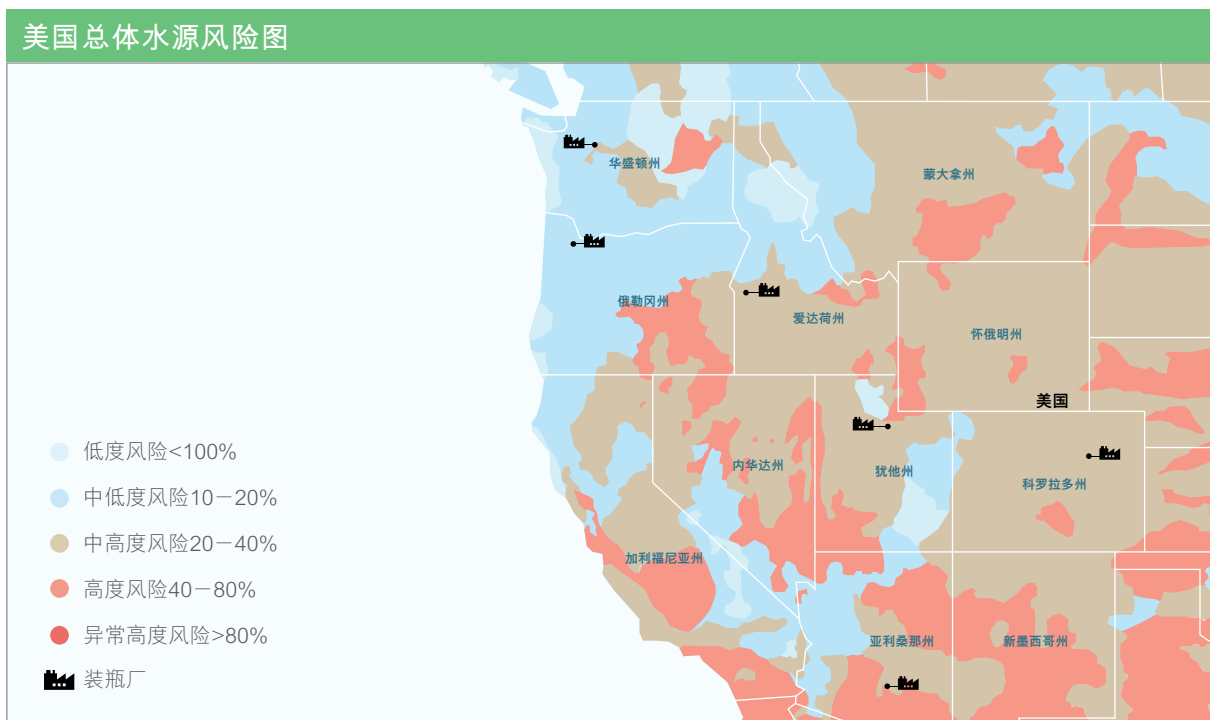 美国总体水源风险图
华盛顿州
蒙大拿州
俄勒冈州
爱达荷州
怀俄明州
美国
内华达州
犹他州
科罗拉多州
加利福尼亚州
亚利桑那州
新墨西哥州
低度风险<100%
中低度风险10－20%
中高度风险20－40%
高度风险40－80%
异常高度风险>80%
装瓶厂